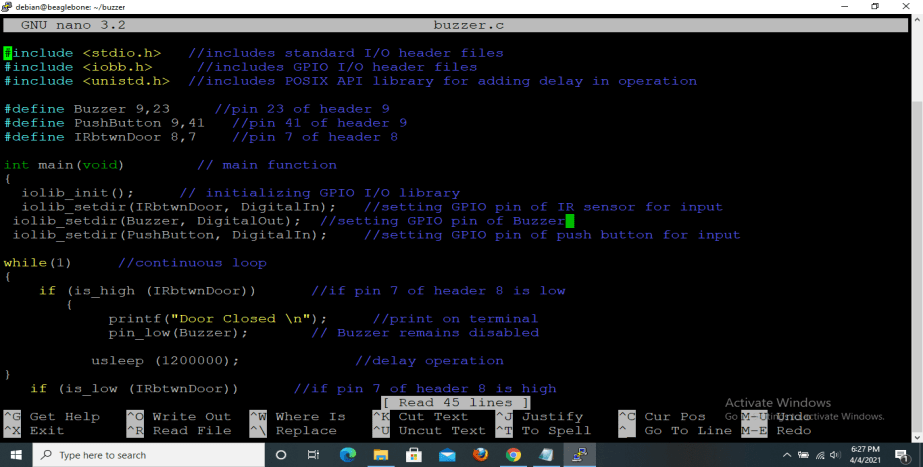 debian@beaglebone: ~/buzzer
GNU nano 3.2 buzzer.c
#include <stdio.h> //includes standard I/O header files
#include <iobb.h> //includes GPIO I/O header files
#include <unistd.h> //includes POSIX API library for adding delay in operation
#define Buzzer 9,23 //pin 23 of header 9
#define PushButton 9,41 //pin 41 of header 9
#define IRbtwnDoor 8,7 //pin 7 of header 8
int main(void) // main function
{
iolib_init(); // initializing GPIO I/O library
iolib_setdir(IRbtwnDoor, DigitalIn); //setting GPIO pin of IR sensor for input
iolib_setdir(Buzzer, DigitalOut); //setting GPIO pin of Buzzer
iolib_setdir(PushButton, DigitalIn); //setting GPIO pin of push button for input
while(1) //continuous loop
{
if (is_high (IRbtwnDoor)) //if pin 7 of header 8 is low
{
printf("Door Closed \n"); //print on terminal
pin_low(Buzzer); // Buzzer remains disabled
usleep (1200000); //delay operation
}
if (is_low (IRbtwnDoor)) //if pin 7 of header 8 is high
[ Read 45 lines ]
Activate Windows
^G Get Help ^O Write Out ^W Where Is ^K Cut Text ^J Justify ^C Cur Pos M-U Undo
^X Exit ^R Read File ^\ Replace ^U Uncut Text ^T To Spell ^_ Go To Line M-E Redo
Type here to search
6:27 PM
4/4/2021